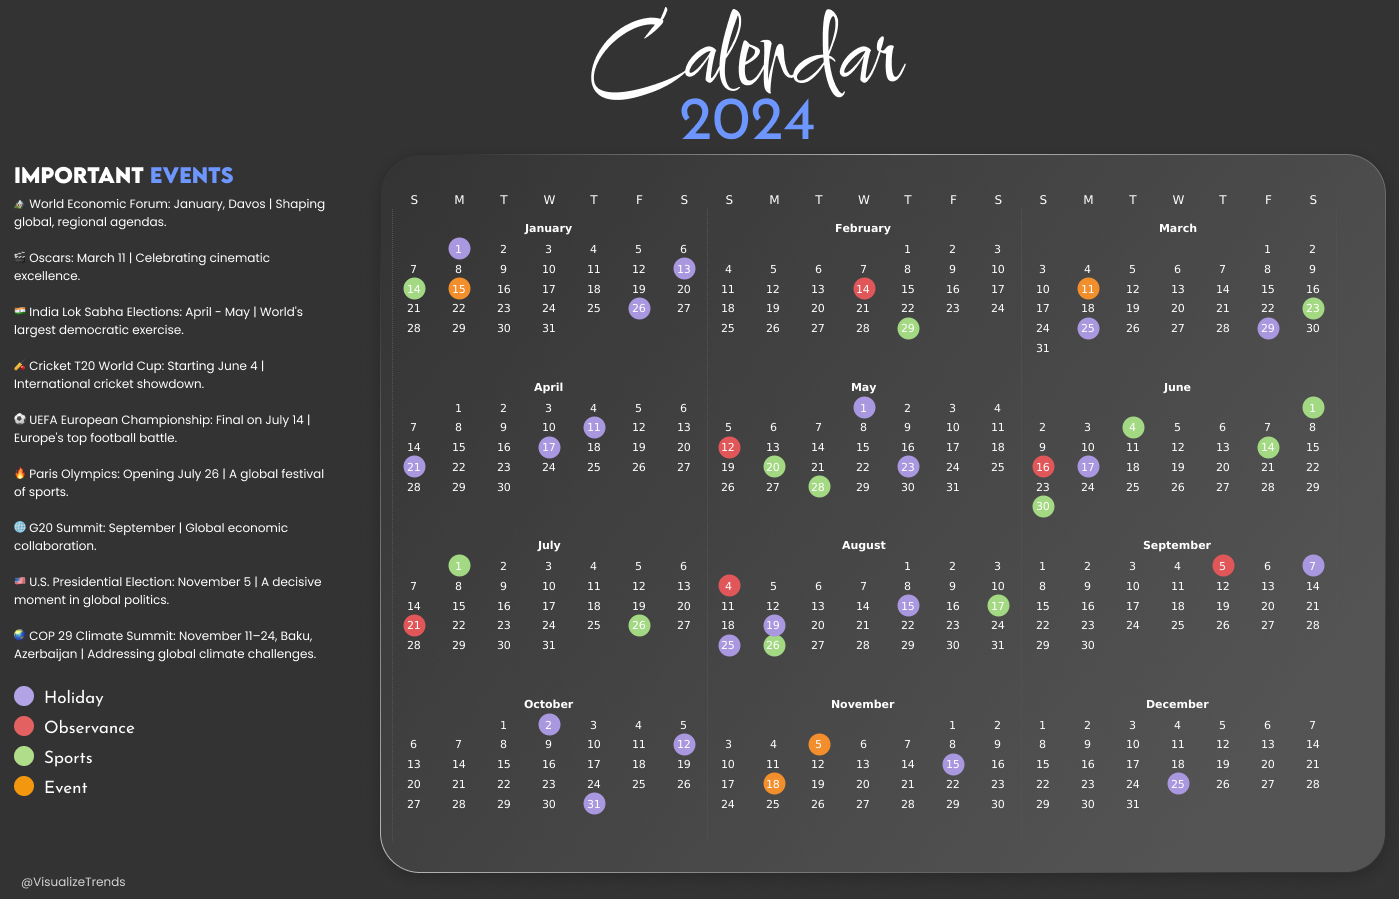 Calendar
2024
IMPORTANT EVENTS
World Economic Forum: January, Davos | Shaping
global, regional agendas.
Oscars: March 11 | Celebrating cinematic
excellence.
India Lok Sabha Elections: April - May | World's
largest democratic exercise.
Cricket T20 World Cup: Starting June 4 |
International cricket showdown.
UEFA European Championship: Final on July 14 |
Europe's top football battle.
Paris Olympics: Opening July 26 | A global festival
of sports.
G20 Summit: September | Global economic
collaboration.
U.S. Presidential Election: November 5 | A decisive
moment in global politics.
COP 29 Climate Summit: November 11–24, Baku,
Azerbaijan | Addressing global climate challenges.
Holiday
Observance
Sports
Event
@VisualizeTrends
S M T W T F S S M T W T F S S M T W T F S
January February March
1 2 3 4 5 6 1 2 3 1 2
7 8 9 10 11 12 13 4 5 6 7 8 9 10 3 4 5 6 7 8 9
14 15 16 17 18 19 20 11 12 13 14 15 16 17 10 11 12 13 14 15 16
21 22 23 24 25 26 27 18 19 20 21 22 23 24 17 18 19 20 21 22 23
28 29 30 31 25 26 27 28 29 24 25 26 27 28 29 30
31
April May June
1 2 3 4 5 6 1 2 3 4 1
7 8 9 10 11 12 13 5 6 7 8 9 10 11 2 3 4 5 6 7 8
14 15 16 17 18 19 20 12 13 14 15 16 17 18 9 10 11 12 13 14 15
21 22 23 24 25 26 27 19 20 21 22 23 24 25 16 17 18 19 20 21 22
28 29 30 26 27 28 29 30 31 23 24 25 26 27 28 29
30
July August September
1 2 3 4 5 6 1 2 3 1 2 3 4 5 6 7
7 8 9 10 11 12 13 4 5 6 7 8 9 10 8 9 10 11 12 13 14
14 15 16 17 18 19 20 11 12 13 14 15 16 17 15 16 17 18 19 20 21
21 22 23 24 25 26 27 18 19 20 21 22 23 24 22 23 24 25 26 27 28
28 29 30 31 25 26 27 28 29 30 31 29 30
October November December
1 2 3 4 5 1 2 1 2 3 4 5 6 7
6 7 8 9 10 11 12 3 4 5 6 7 8 9 8 9 10 11 12 13 14
13 14 15 16 17 18 19 10 11 12 13 14 15 16 15 16 17 18 19 20 21
20 21 22 23 24 25 26 17 18 19 20 21 22 23 22 23 24 25 26 27 28
27 28 29 30 31 24 25 26 27 28 29 30 29 30 31